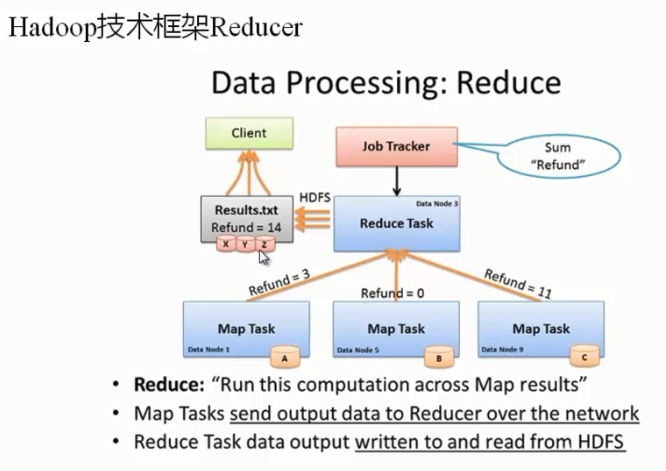 Hadoop技术框架Reducer
Data Processing: Reduce
Client
Job Tracker
Sum
“Refund”
Results.txt
Refund = 14
X Y Z
HDFS
Data Node 3
Reduce Task
Refund = 3
Refund = 0
Refund = 11
Map Task
Data Node 1
A
Map Task
Data Node 5
B
Map Task
Data Node 9
C
• Reduce: “Run this computation across Map results”
• Map Tasks send output data to Reducer over the network
• Reduce Task data output written to and read from HDFS